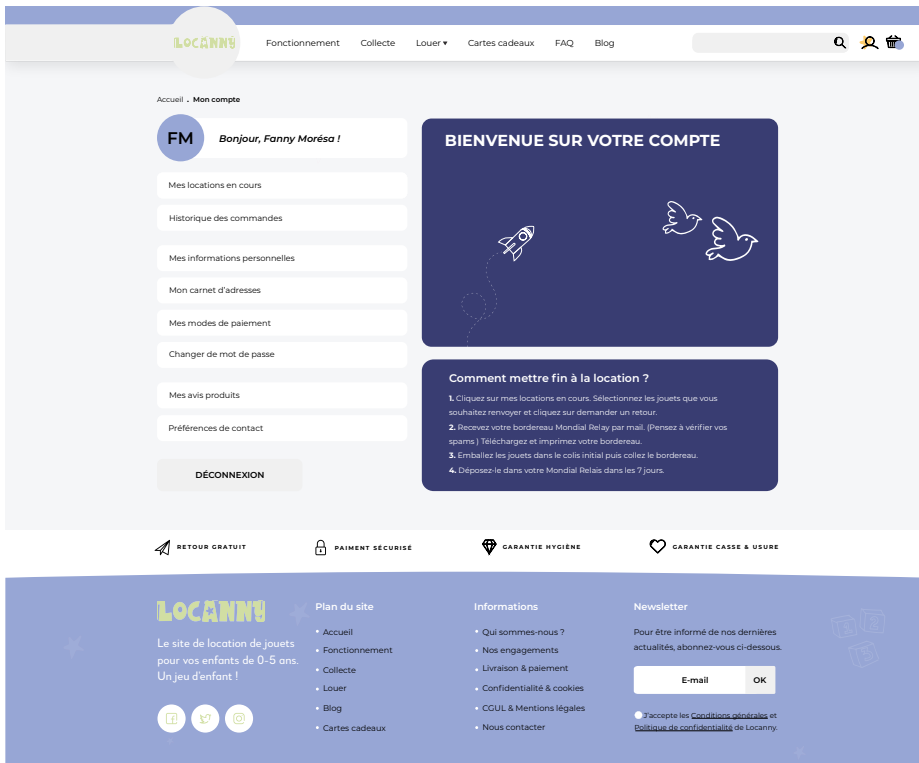 LOCANNY
Fonctionnement
Collecte
Louer ▾
Cartes cadeaux
FAQ
Blog
Accueil . Mon compte
FM
Bonjour, Fanny Morésa !
Mes locations en cours
Historique des commandes
Mes informations personnelles
Mon carnet d'adresses
Mes modes de paiement
Changer de mot de passe
Mes avis produits
Préférences de contact
DÉCONNEXION
BIENVENUE SUR VOTRE COMPTE
Comment mettre fin à la location ?
1. Cliquez sur mes locations en cours. Sélectionnez les jouets que vous
souhaitez renvoyer et cliquez sur demander un retour.
2. Recevez votre bordereau Mondial Relay par mail. (Pensez à vérifier vos
spams ) Téléchargez et imprimez votre bordereau.
3. Emballez les jouets dans le colis initial puis collez le bordereau.
4. Déposez-le dans votre Mondial Relais dans les 7 jours.
RETOUR GRATUIT
PAIMENT SÉCURISÉ
GARANTIE HYGIÈNE
GARANTIE CASSE & USURE
LOCANNY
Le site de location de jouets
pour vos enfants de 0-5 ans.
Un jeu d'enfant !
Plan du site
• Accueil
• Fonctionnement
• Collecte
• Louer
• Blog
• Cartes cadeaux
Informations
• Qui sommes-nous ?
• Nos engagements
• Livraison & paiement
• Confidentialité & cookies
• CGUL & Mentions légales
• Nous contacter
Newsletter
Pour être informé de nos dernières
actualités, abonnez-vous ci-dessous.
E-mail
OK
J'accepte les Conditions générales et
Politique de confidentialité de Locanny.